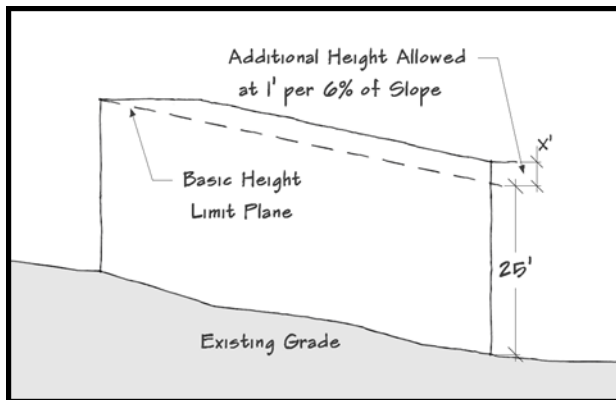 Additional Height Allowed
at 1' per 6% of Slope
x'
Basic Height
Limit Plane
25'
Existing Grade